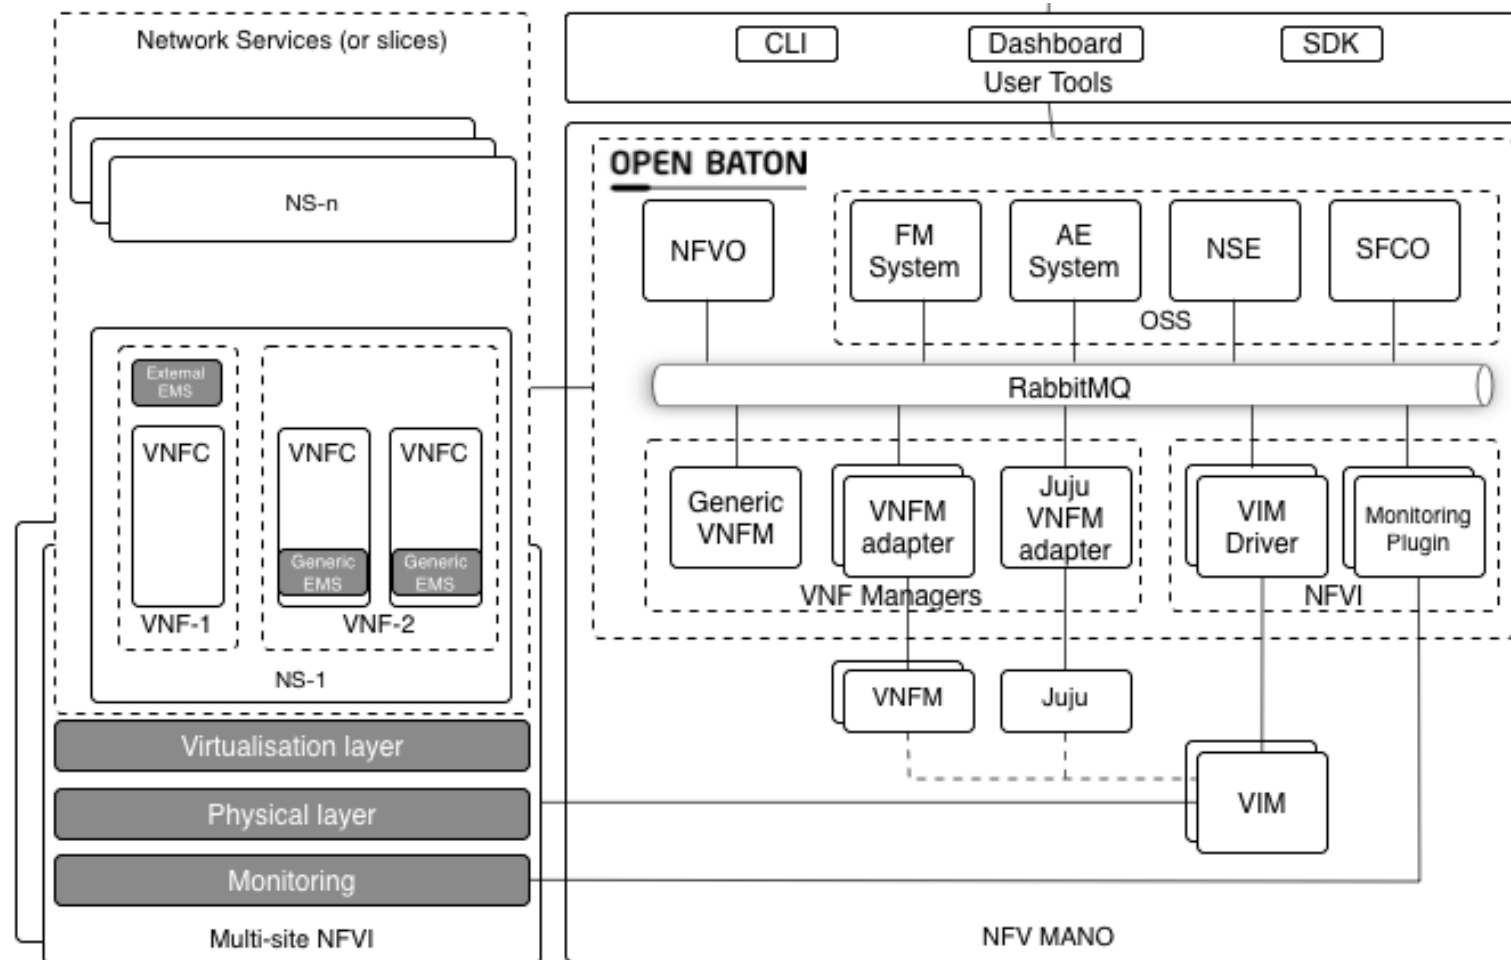 Network Services (or slices)
NS-n
External
EMS
VNFC
VNFC
VNFC
Generic
EMS
Generic
EMS
VNF-1
VNF-2
NS-1
Virtualisation layer
Physical layer
Monitoring
Multi-site NFVI
CLI
Dashboard
SDK
User Tools
OPEN BATON
NFVO
FM
System
AE
System
NSE
SFCO
OSS
RabbitMQ
Generic
VNFM
VNFM
adapter
Juju
VNFM
adapter
VIM
Driver
Monitoring
Plugin
VNF Managers
NFVI
VNFM
Juju
VIM
NFV MANO